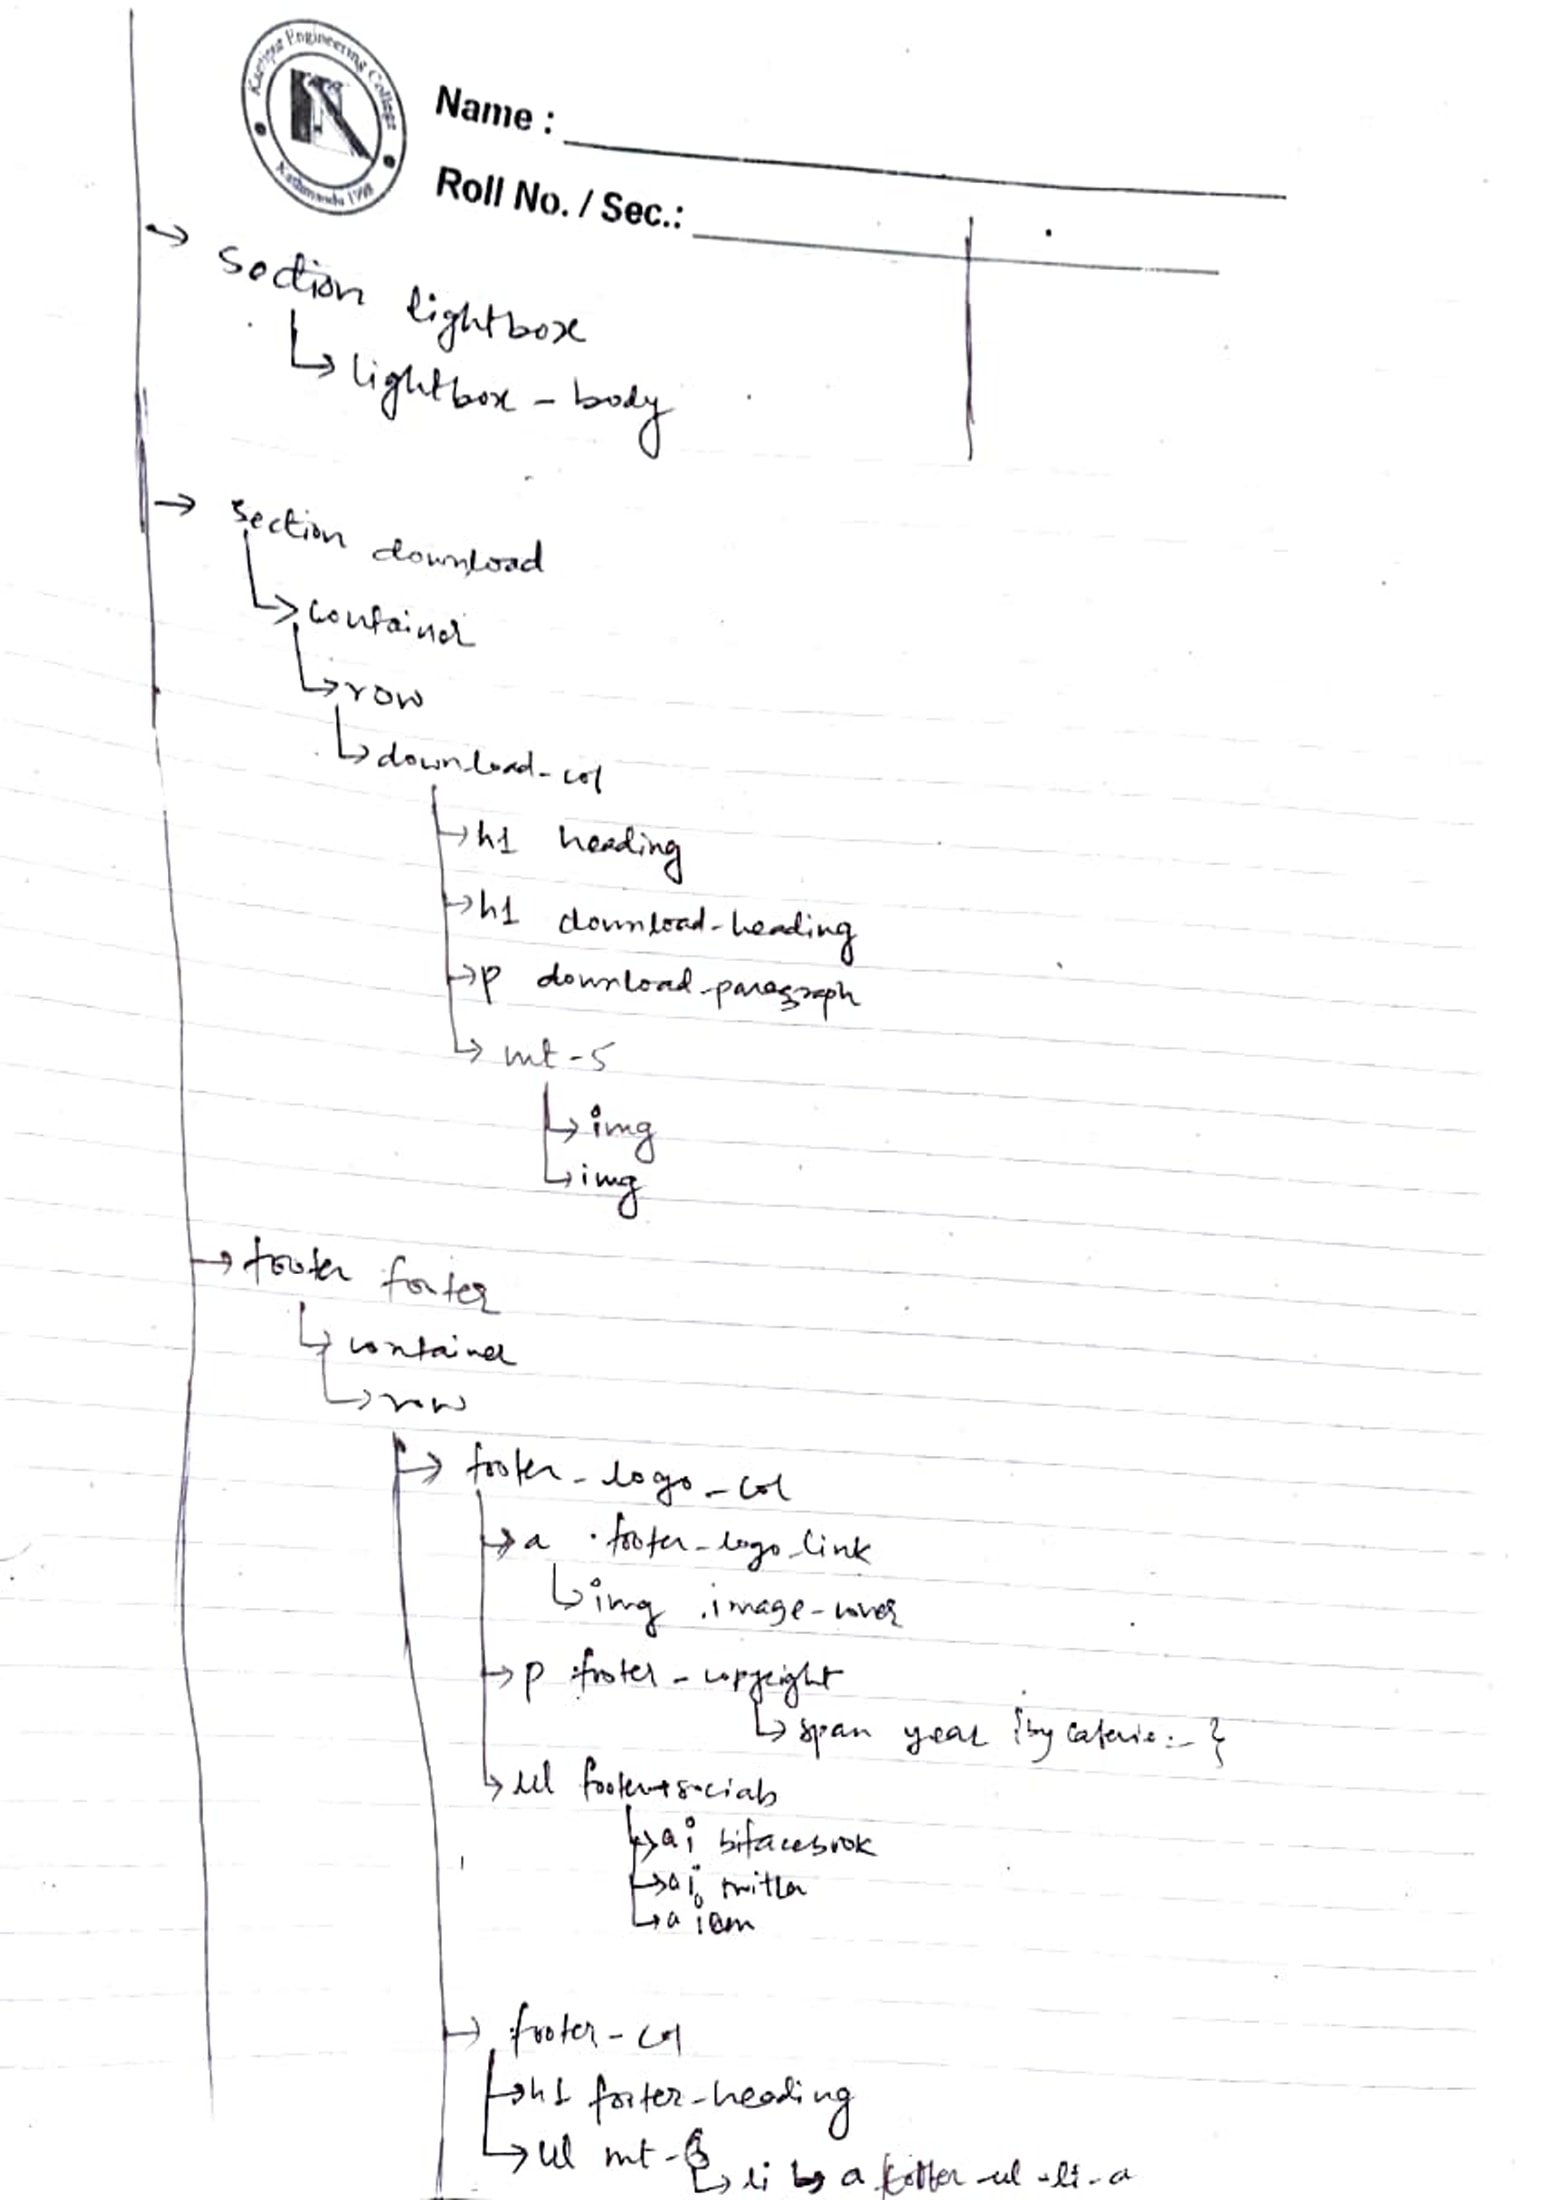 Kantipur Engineering College
Kathmandu 1998
Name :
Roll No. / Sec.:
→ section lightbox
↳ lightbox - body
→ section download
↳ container
↳ row
↳ download-col
→ h1 heading
→ h1 download-heading
→ p download-paragraph
↳ mt-5
→ img
↳ img
→ footer footer
↳ container
↳ row
→ footer-logo-col
→ a .footer-logo-link
↳ img .image-cover
→ p .footer-copyright
↳ span year { by }
↳ ul footer-socials
→ a i bi facebook
→ a i twitter
↳ a i
→ .footer-col
→ h1 footer-heading
↳ ul mt-
↳ li ↳ a footer-ul-li-a